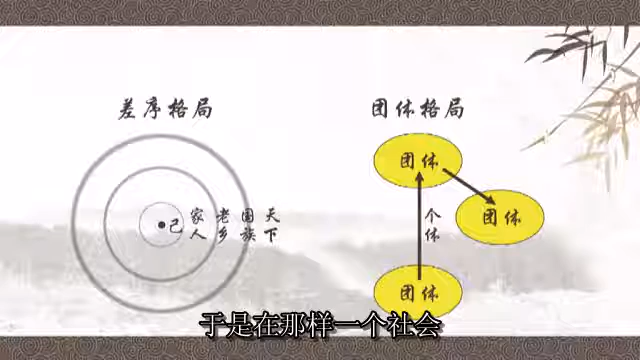 差序格局
团体格局
己
家人
老乡
国族
天下
团体
个体
团体
团体
于是在那样一个社会